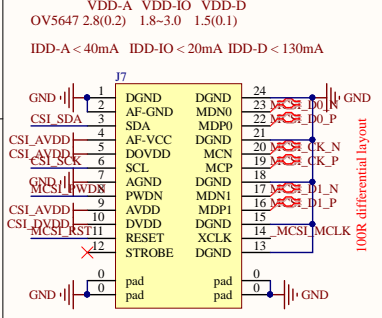 VDD-A VDD-IO VDD-D
OV5647 2.8(0.2) 1.8~3.0 1.5(0.1)
IDD-A < 40mA IDD-IO < 20mA IDD-D < 130mA
J7
GND 1 DGND DGND 24 GND
2 AF-GND MDN0 23 MCSI_D0_N
CSI_SDA 3 SDA MDP0 22 MCSI_D0_P
CSI_AVDD 4 AF-VCC DGND 21
CSI_AVDD 5 DOVDD MCN 20 MCSI_CK_N
CSI_SCK 6 SCL MCP 19 MCSI_CK_P
GND 7 AGND DGND 18
MCSI_PWDN 8 PWDN MDN1 17 MCSI_D1_N
CSI_AVDD 9 AVDD MDP1 16 MCSI_D1_P
CSI_DVDD 10 DVDD DGND 15
MCSI_RST 11 RESET XCLK 14 MCSI_MCLK
12 STROBE DGND 13
0 pad pad 0
GND 0 pad pad 0 GND
100R differential layout